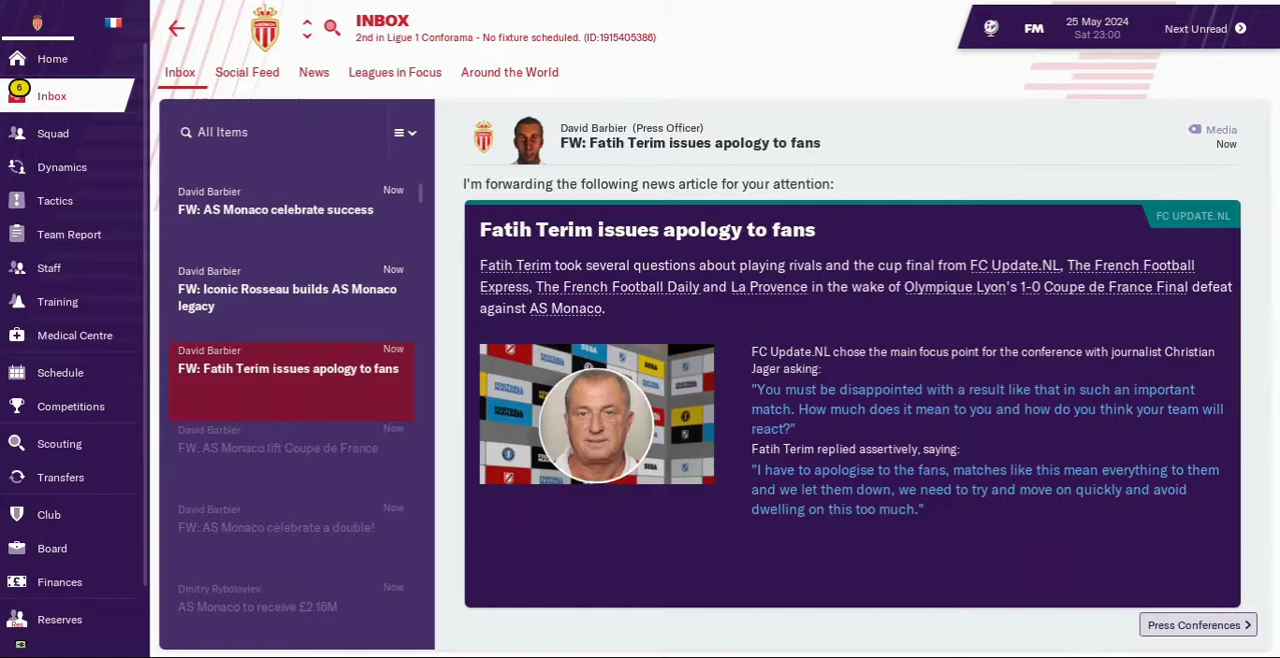 INBOX
2nd in Ligue 1 Conforama - No fixture scheduled. (ID:1915405386)
FM
25 May 2024
Sat 23:00
Next Unread
Inbox
Social Feed
News
Leagues in Focus
Around the World
Home
6
Inbox
Squad
Dynamics
Tactics
Team Report
Staff
Training
Medical Centre
Schedule
Competitions
Scouting
Transfers
Club
Board
Finances
Reserves
All Items
David Barbier Now
FW: AS Monaco celebrate success
David Barbier Now
FW: Iconic Rosseau builds AS Monaco
legacy
David Barbier Now
FW: Fatih Terim issues apology to fans
David Barbier Now
FW: AS Monaco lift Coupe de France
David Barbier Now
FW: AS Monaco celebrate a double!
Dmitry Rybolovlev Now
AS Monaco to receive £2.16M
David Barbier (Press Officer)
FW: Fatih Terim issues apology to fans
Media
Now
I'm forwarding the following news article for your attention:
FC UPDATE.NL
Fatih Terim issues apology to fans
Fatih Terim took several questions about playing rivals and the cup final from FC Update.NL, The French Football
Express, The French Football Daily and La Provence in the wake of Olympique Lyon's 1-0 Coupe de France Final defeat
against AS Monaco.
FC Update.NL chose the main focus point for the conference with journalist Christian
Jager asking:
"You must be disappointed with a result like that in such an important
match. How much does it mean to you and how do you think your team will
react?"
Fatih Terim replied assertively, saying:
"I have to apologise to the fans, matches like this mean everything to them
and we let them down, we need to try and move on quickly and avoid
dwelling on this too much."
Press Conferences